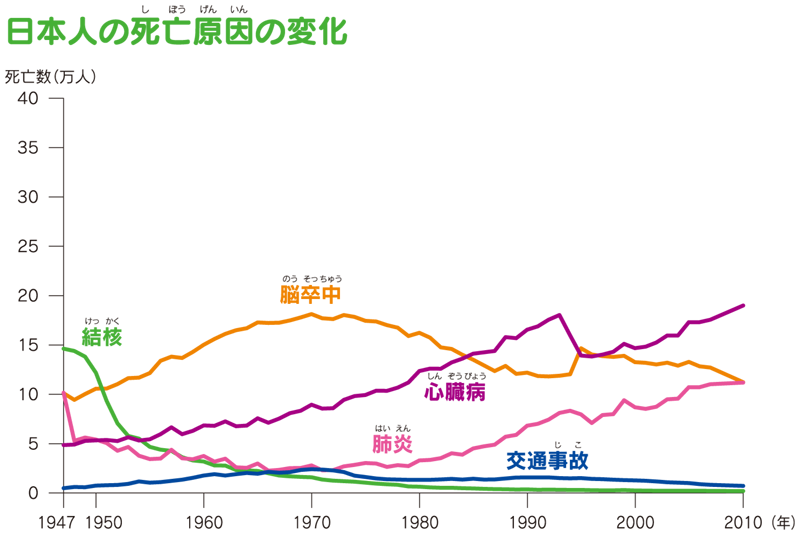 し ぼう げん いん
日本人の死亡原因の変化
死亡数（万人）
40
35
30
25
20
15
10
5
0
のう そっ ちゅう
脳卒中
けっ かく
結核
しん ぞう びょう
心臓病
はい えん
肺炎
じ こ
交通事故
1947 1950 1960 1970 1980 1990 2000 2010（年）